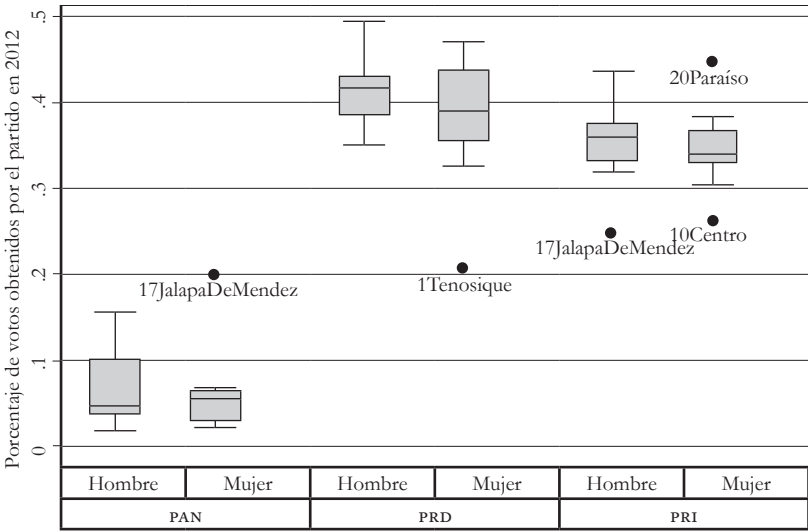 Porcentaje de votos obtenidos por el partido en 2012
.5
.4
.3
.2
.1
0
20Paraíso
10Centro
17JalapaDeMendez
17JalapaDeMendez
1Tenosique
Hombre Mujer Hombre Mujer Hombre Mujer
PAN PRD PRI